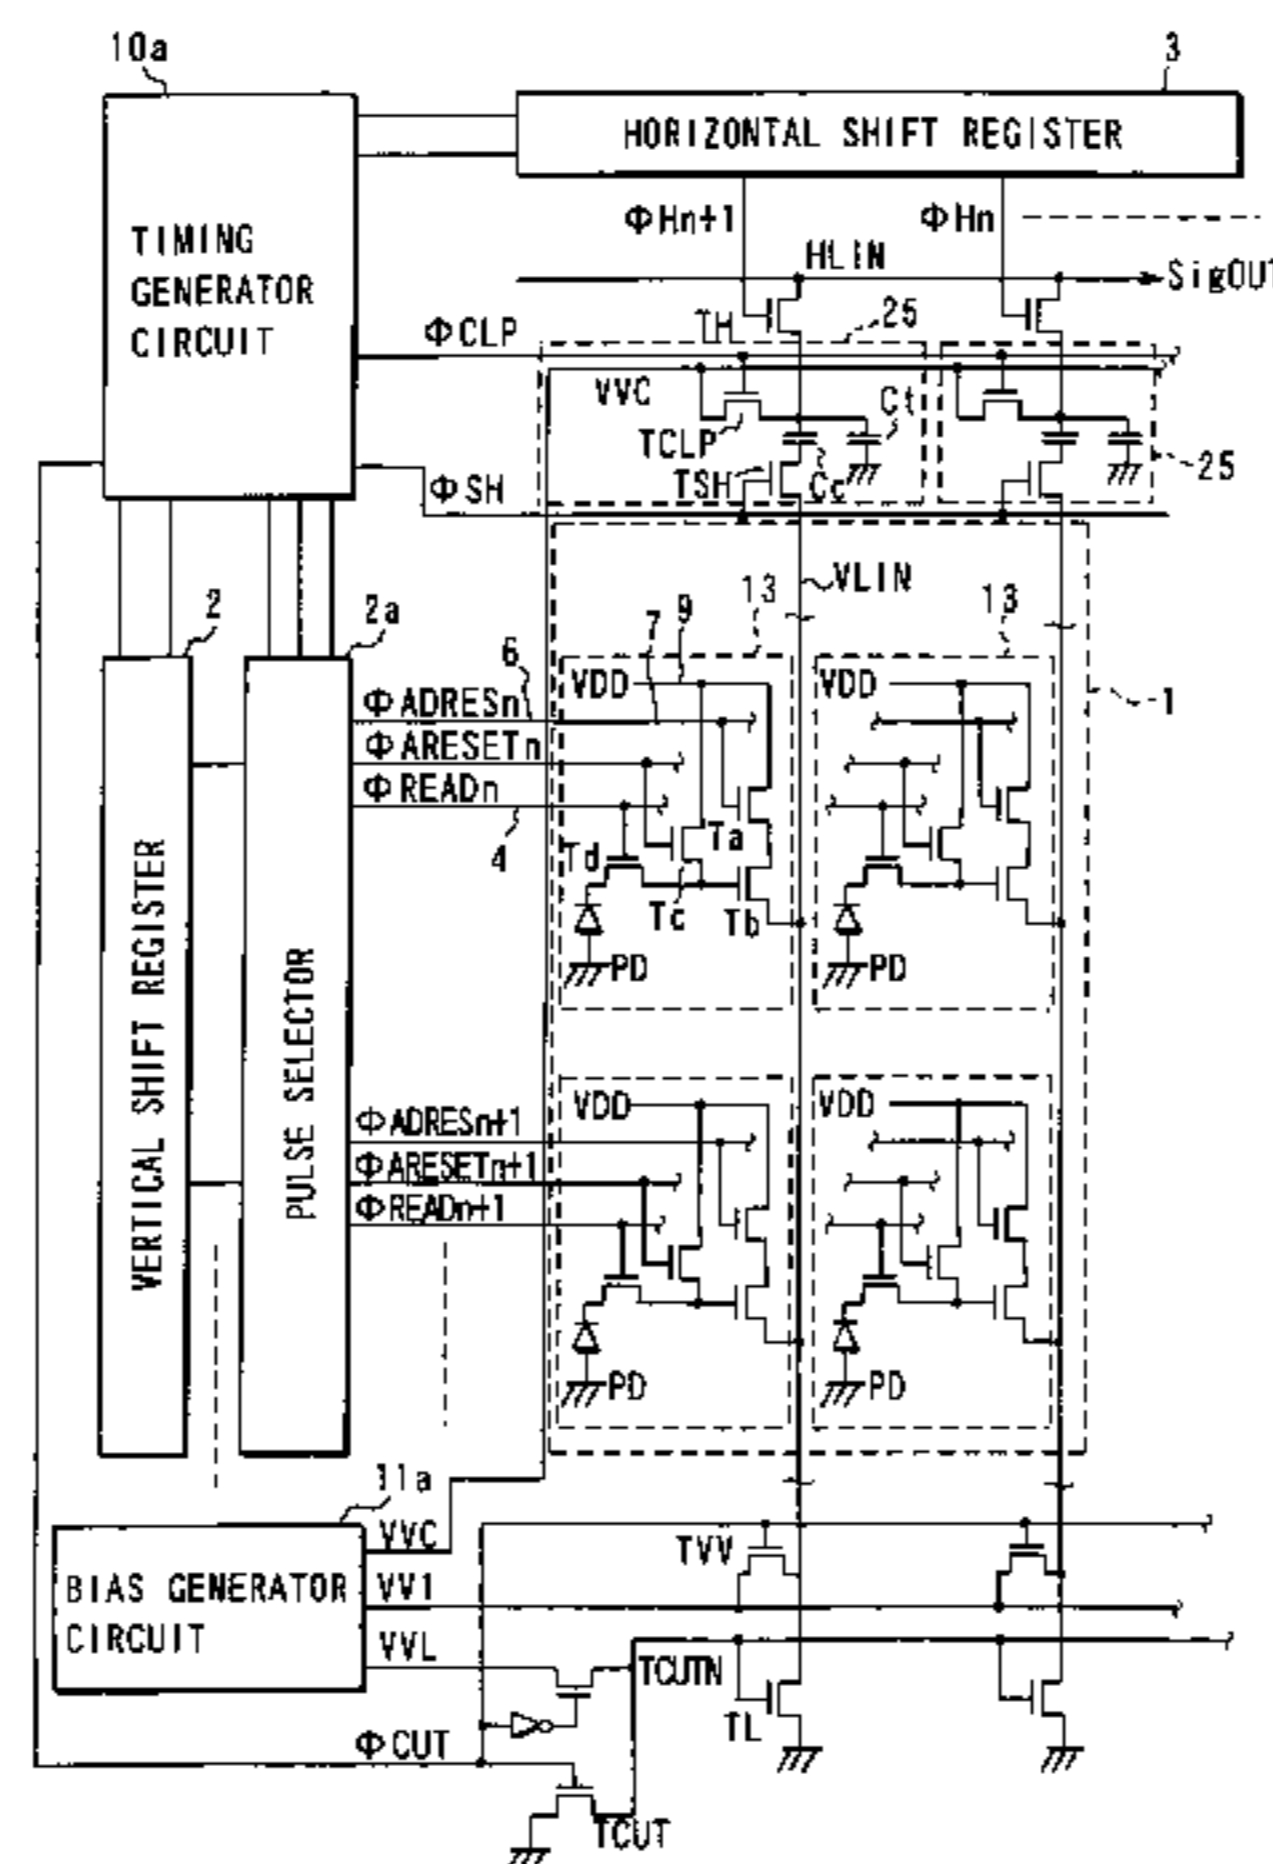 10a
3
HORIZONTAL SHIFT REGISTER
TIMING
GENERATOR
CIRCUIT
ΦHn+1
ΦHn
HLIN
SigOUT
TH
25
ΦCLP
VVC
Ct
TCLP
TSH
Cc
25
ΦSH
VLIN
13
13
2
2a
6
7
9
1
VDD
VDD
ΦADRESn
ΦARESETn
ΦREADn
4
Td
Ta
Tc
Tb
PD
PD
VERTICAL SHIFT REGISTER
PULSE SELECTOR
VDD
VDD
ΦADRESn+1
ΦARESETn+1
ΦREADn+1
PD
PD
11a
BIAS GENERATOR
CIRCUIT
VVC
VV1
VVL
TVV
TCUTN
TL
ΦCUT
TCUT